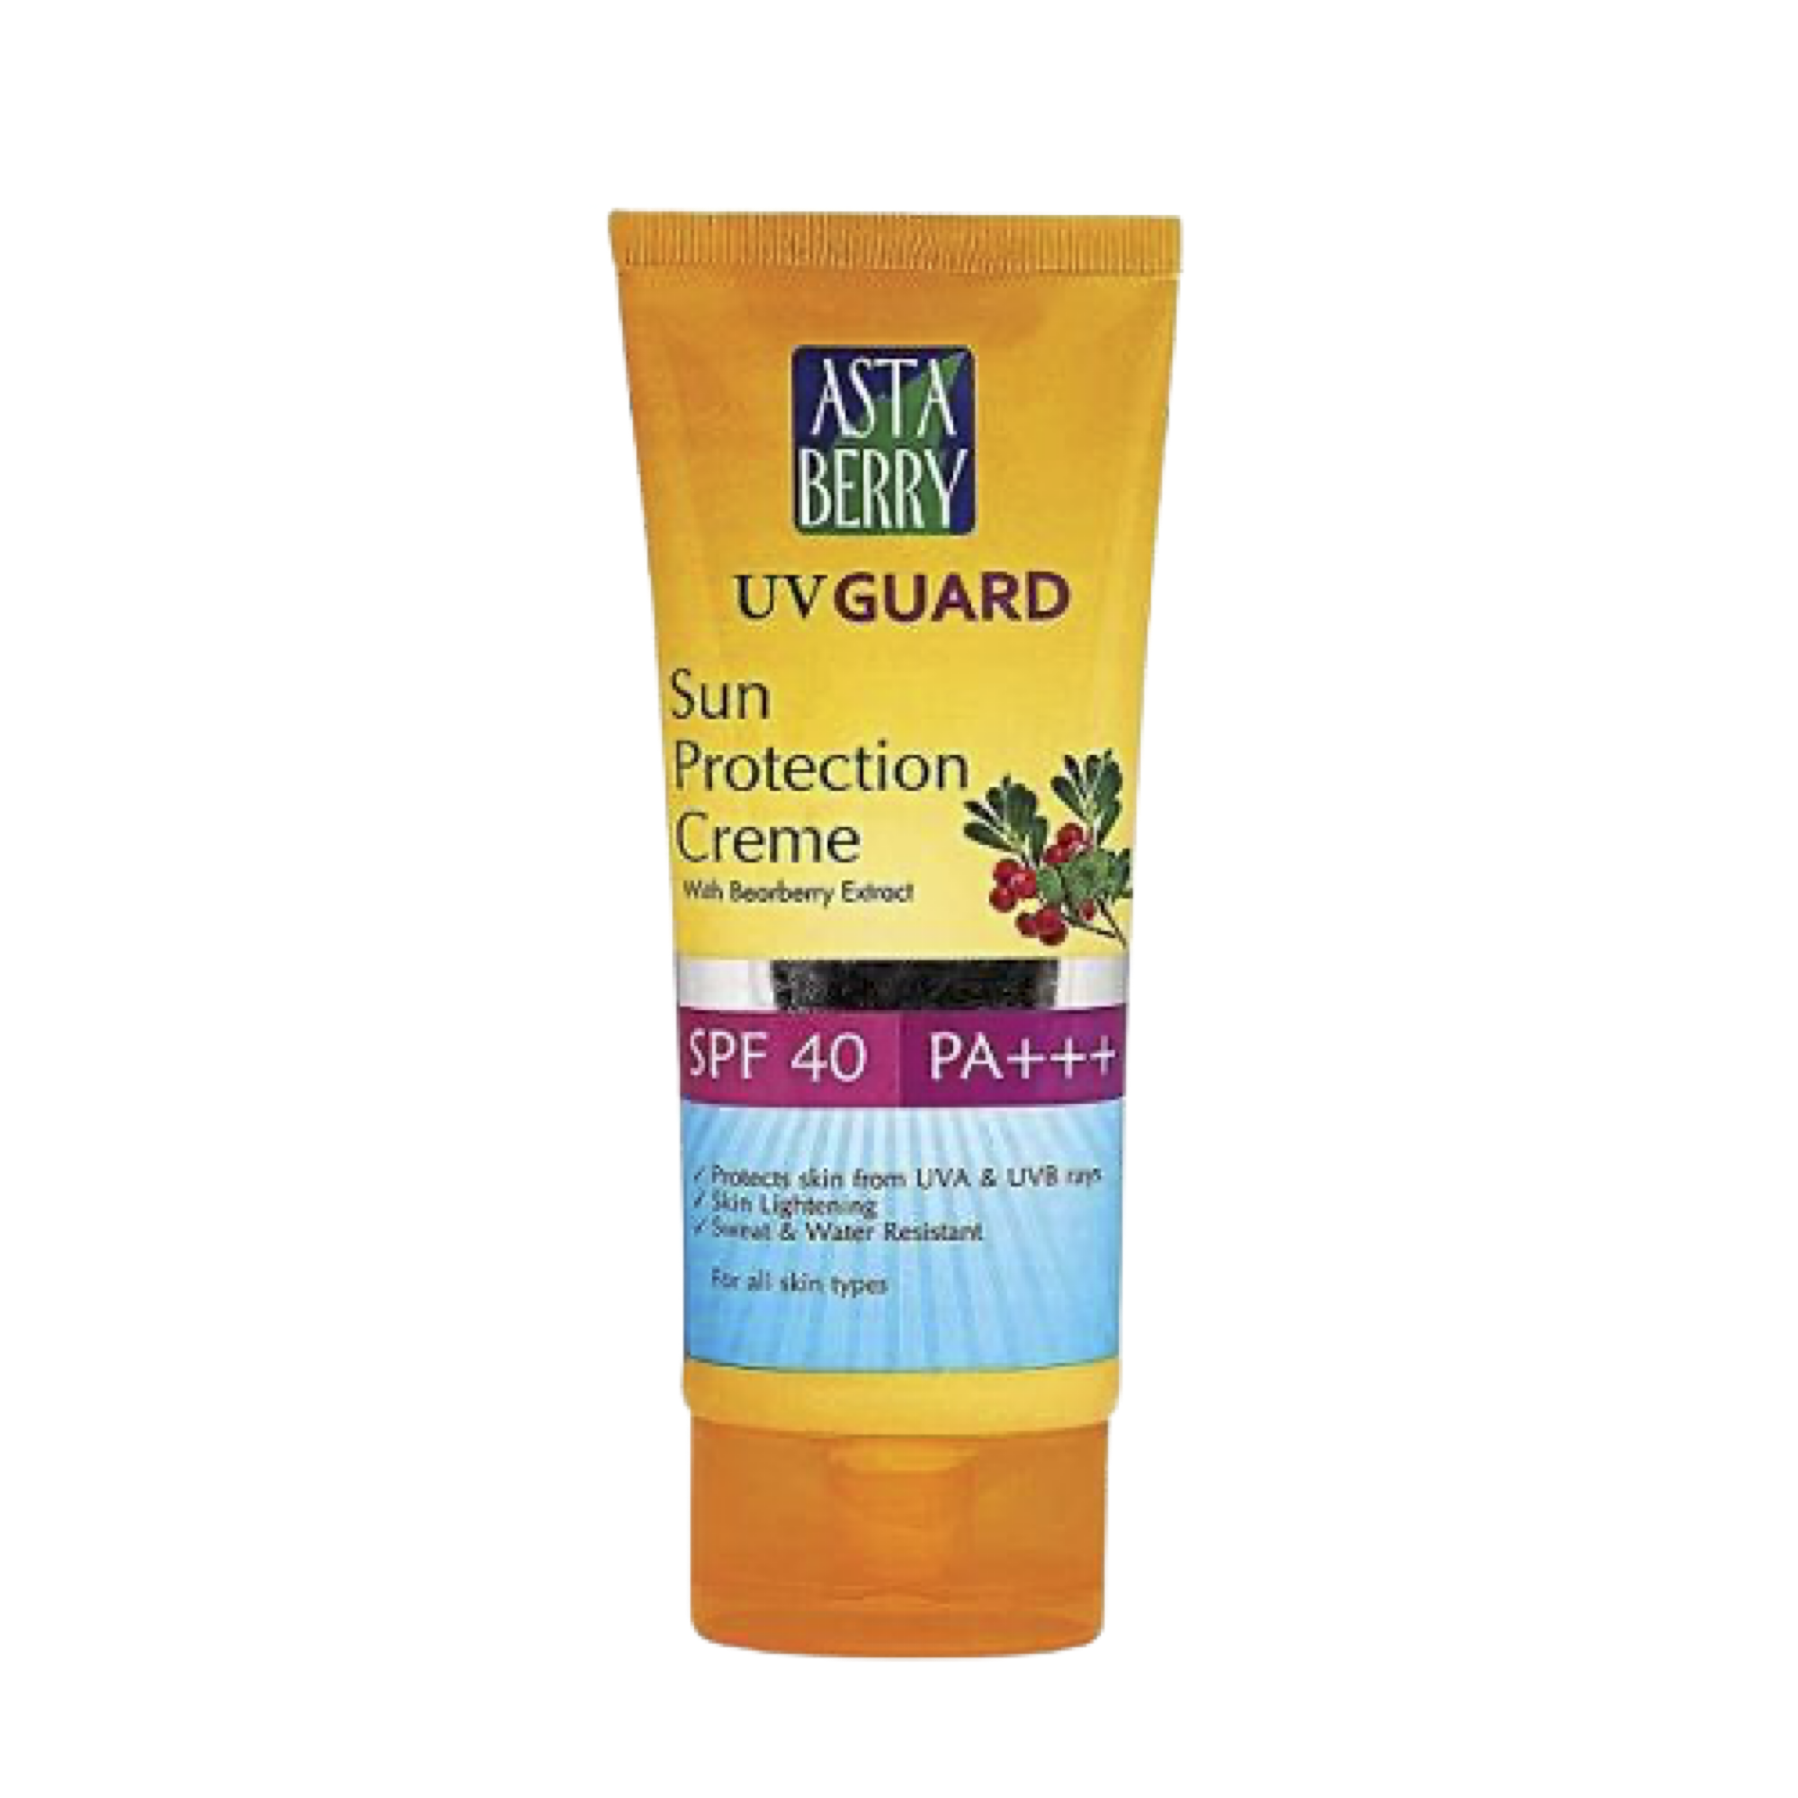 ASTA
BERRY
UV GUARD
Sun
Protection
Creme
With Bearberry Extract
SPF 40 PA+++
✓ Protects skin from UVA & UVB rays
✓ Skin Lightening
✓ Sweat & Water Resistant
For all skin types